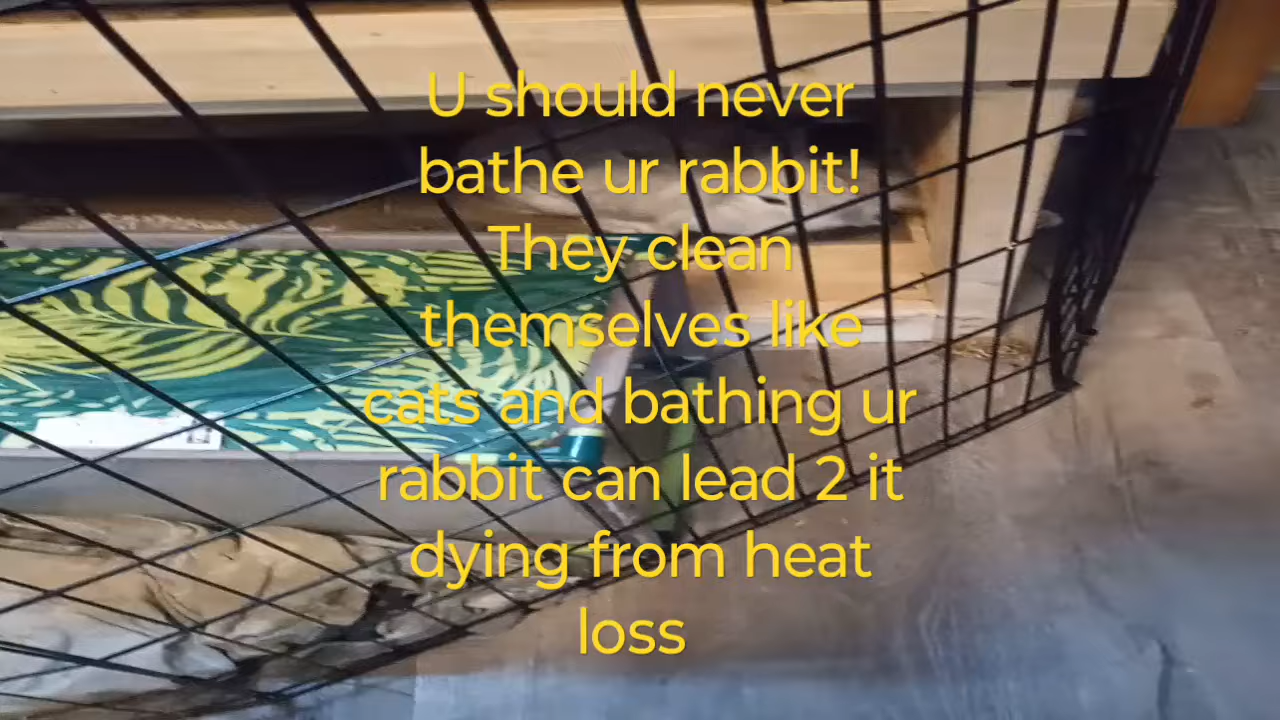 U should never
bathe ur rabbit!
They clean
themselves like
cats and bathing ur
rabbit can lead 2 it
dying from heat
loss